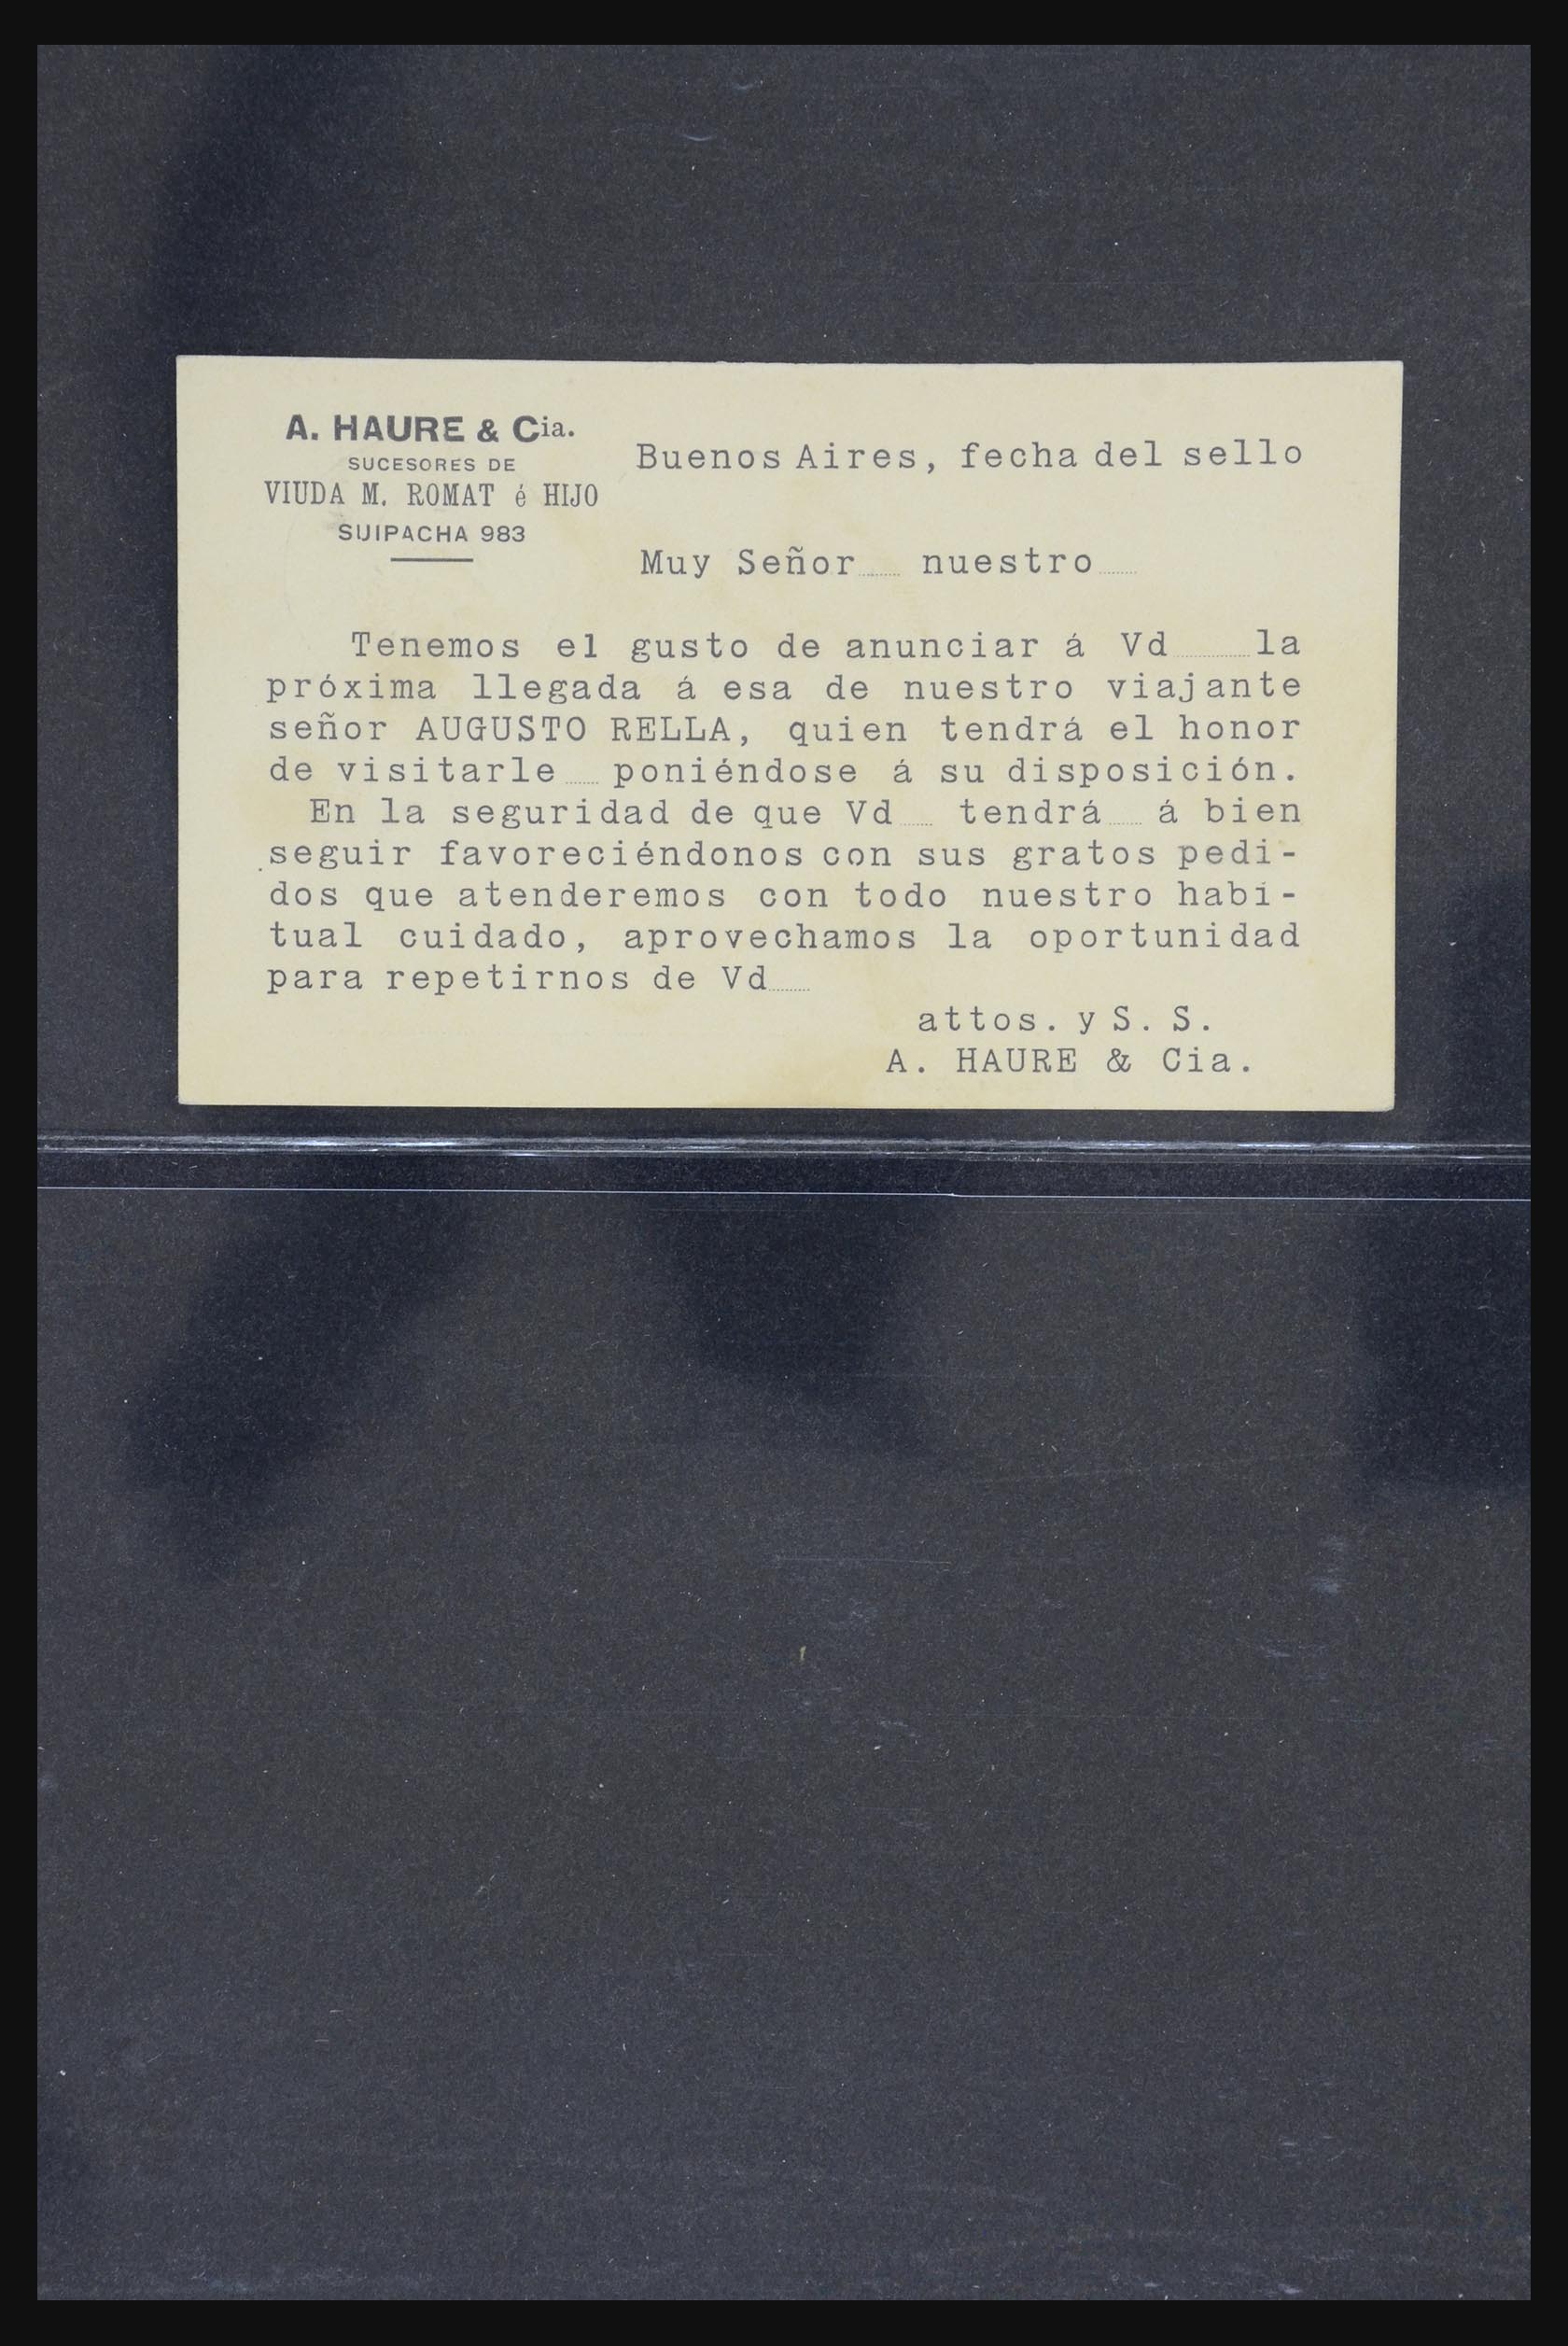 A. HAURE & Cia.
SUCESORES DE
VIUDA M. ROMAT é HIJO
SUIPACHA 983
Buenos Aires, fecha del sello
Muy Señor...... nuestro......
Tenemos el gusto de anunciar á Vd...... la
próxima llegada á esa de nuestro viajante
señor AUGUSTO RELLA, quien tendrá el honor
de visitarle...... poniéndose á su disposición.
En la seguridad de que Vd...... tendrá...... á bien
seguir favoreciéndonos con sus gratos pedi-
dos que atenderemos con todo nuestro habi-
tual cuidado, aprovechamos la oportunidad
para repetirnos de Vd......
attos. y S. S.
A. HAURE & Cia.